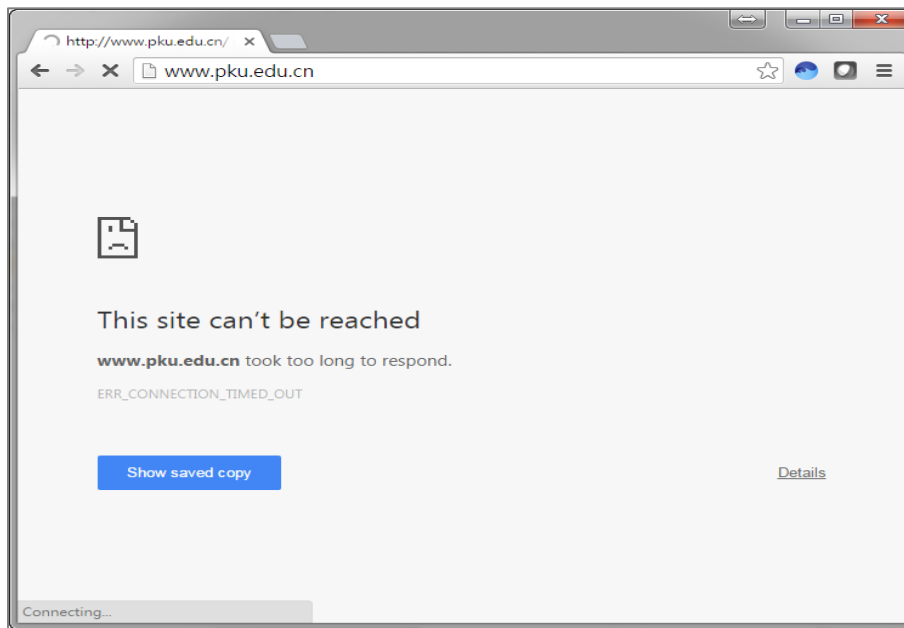 http://www.pku.edu.cn/
www.pku.edu.cn
This site can't be reached
www.pku.edu.cn took too long to respond.
ERR_CONNECTION_TIMED_OUT
Show saved copy Details
Connecting...